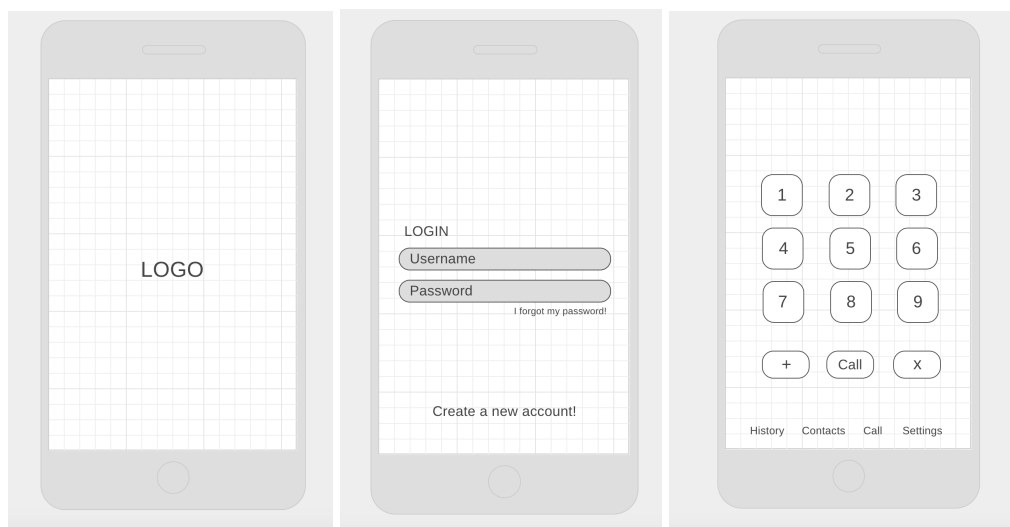 LOGO
LOGIN
Username
Password
I forgot my password!
Create a new account!
1 2 3
4 5 6
7 8 9
+ Call x
History Contacts Call Settings